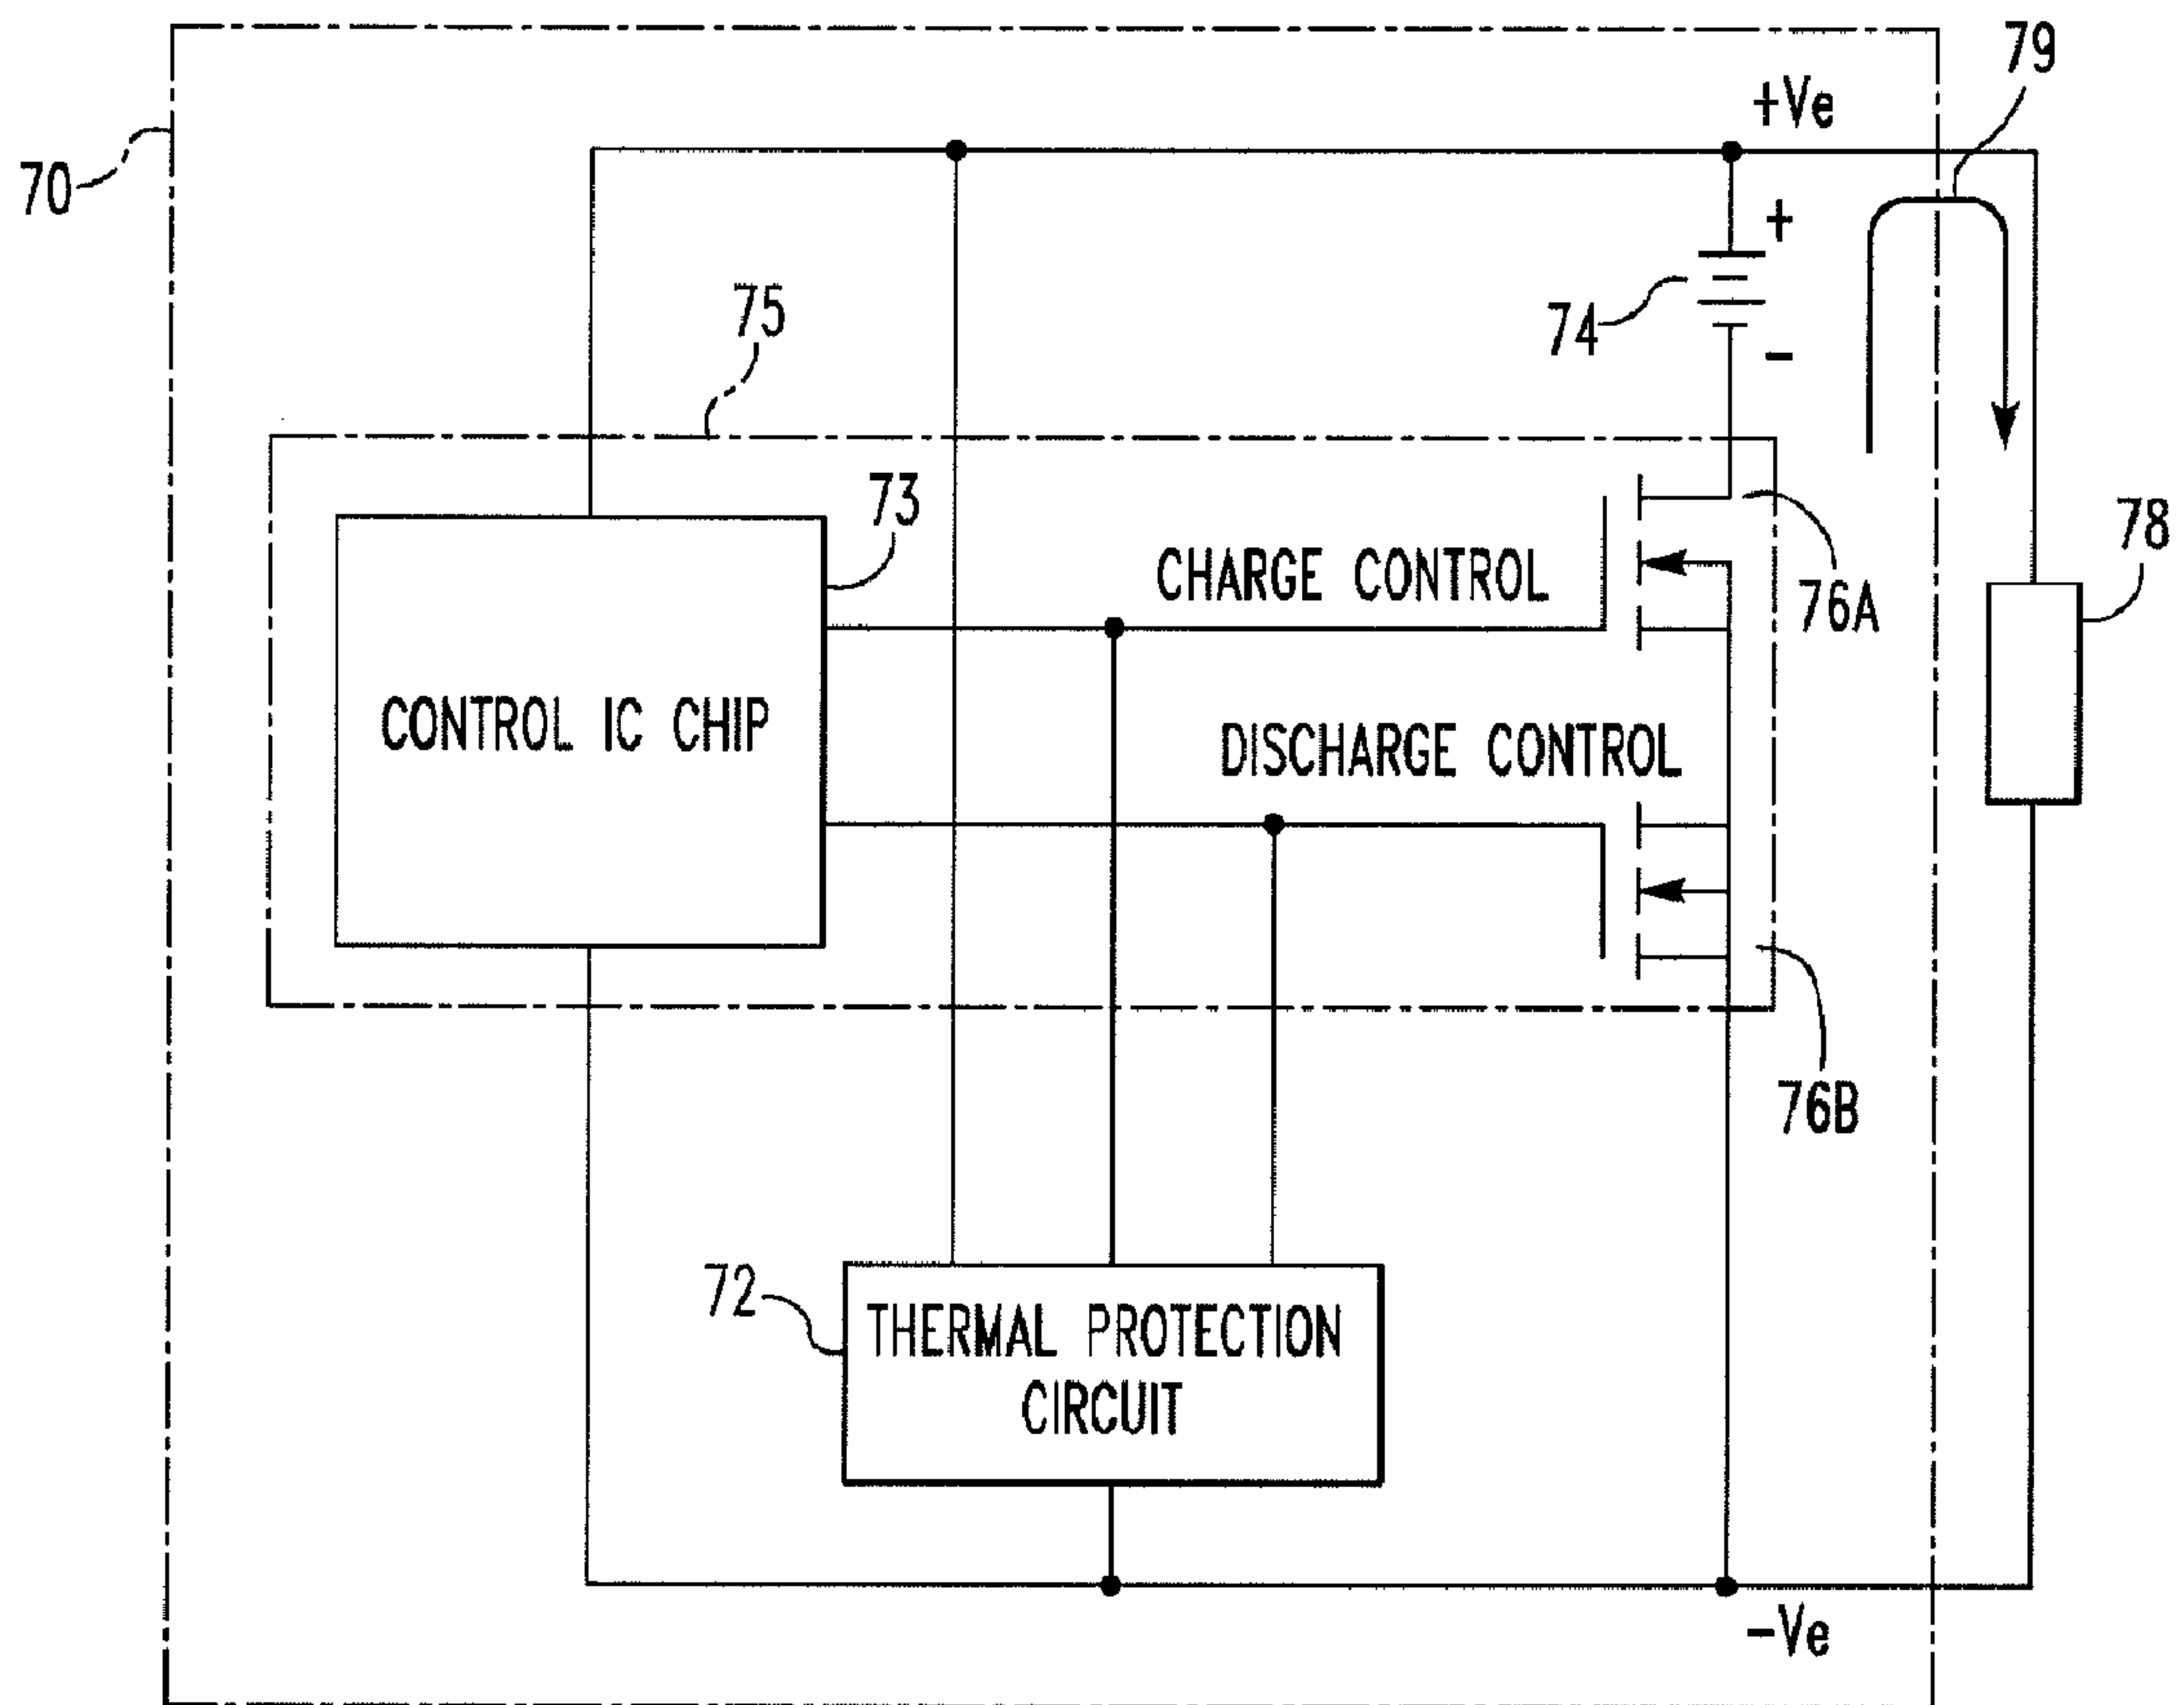 79
+Ve
70
+
75
74
-
73
78
CHARGE CONTROL
76A
CONTROL IC CHIP
DISCHARGE CONTROL
76B
72
THERMAL PROTECTION
CIRCUIT
-Ve